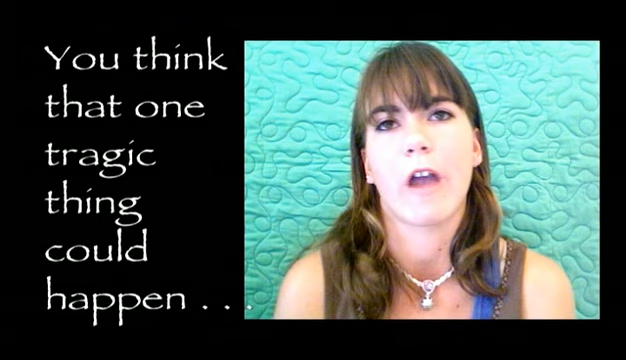 You think
that one
tragic
thing
could
happen . . .